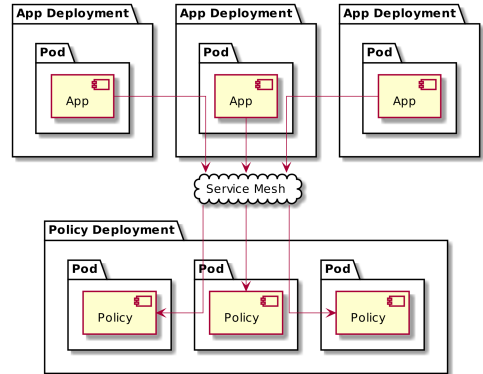 App Deployment App Deployment App Deployment
Pod Pod Pod
App App App
Service Mesh
Policy Deployment
Pod Pod Pod
Policy Policy Policy